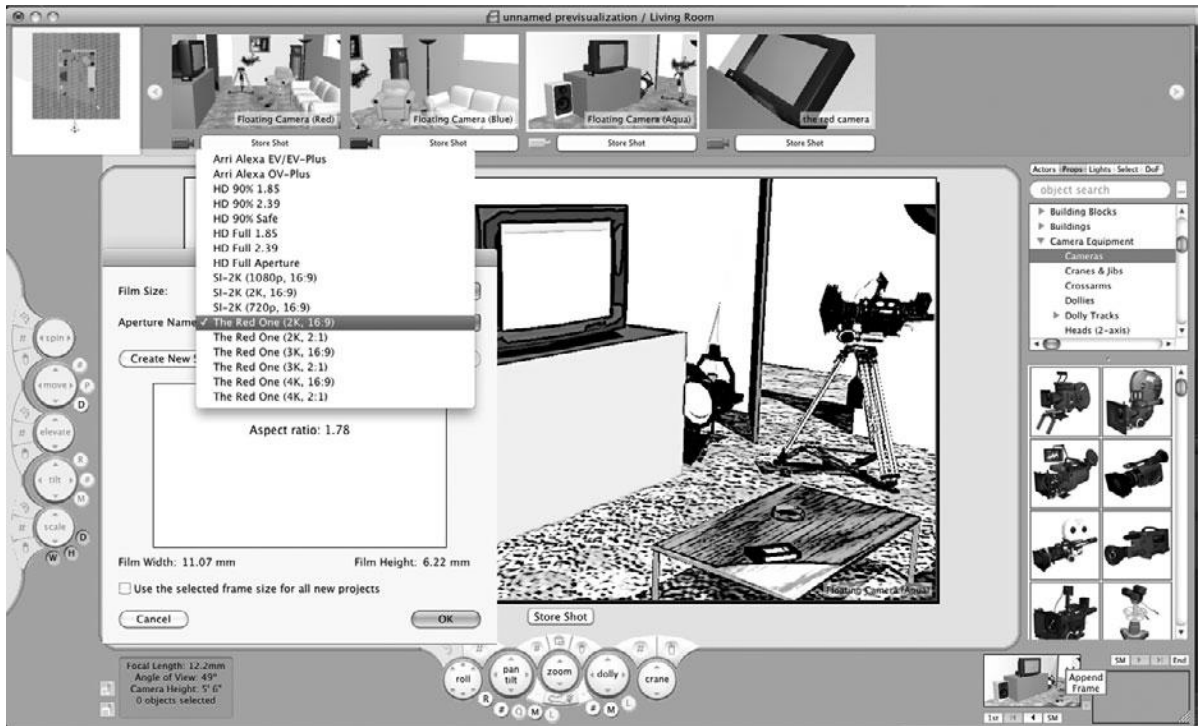 unnamed previsualization / Living Room
Floating Camera (Red)
Floating Camera (Blue)
Floating Camera (Aqua)
the red camera
Store Shot
Store Shot
Store Shot
Store Shot
Arri Alexa EV/EV-Plus
Arri Alexa OV-Plus
HD 90% 1.85
HD 90% 2.39
HD 90% Safe
HD Full 1.85
HD Full 2.39
HD Full Aperture
SI-2K (1080p, 16:9)
SI-2K (2K, 16:9)
SI-2K (720p, 16:9)
✓ The Red One (2K, 16:9)
The Red One (2K, 2:1)
The Red One (3K, 16:9)
The Red One (3K, 2:1)
The Red One (4K, 16:9)
The Red One (4K, 2:1)
Film Size:
Aperture Name
Create New
Aspect ratio: 1.78
Film Width: 11.07 mm
Film Height: 6.22 mm
Use the selected frame size for all new projects
Cancel
OK
Floating Camera (Aqua)
Store Shot
Actors Props Lights Select DoF
object search
Building Blocks
Buildings
Camera Equipment
Cameras
Cranes & Jibs
Crossarms
Dollies
Dolly Tracks
Heads (2-axis)
spin
#
move
#
P
D
elevate
#
tilt
R
#
M
scale
#
D
H
W
Focal Length: 12.2mm
Angle of View: 49°
Camera Height: 5' 6"
0 objects selected
roll
pan
tilt
zoom
dolly
crane
R
#
Q
M
L
#
M
L
SM
End
Append
Frame
1st
SM